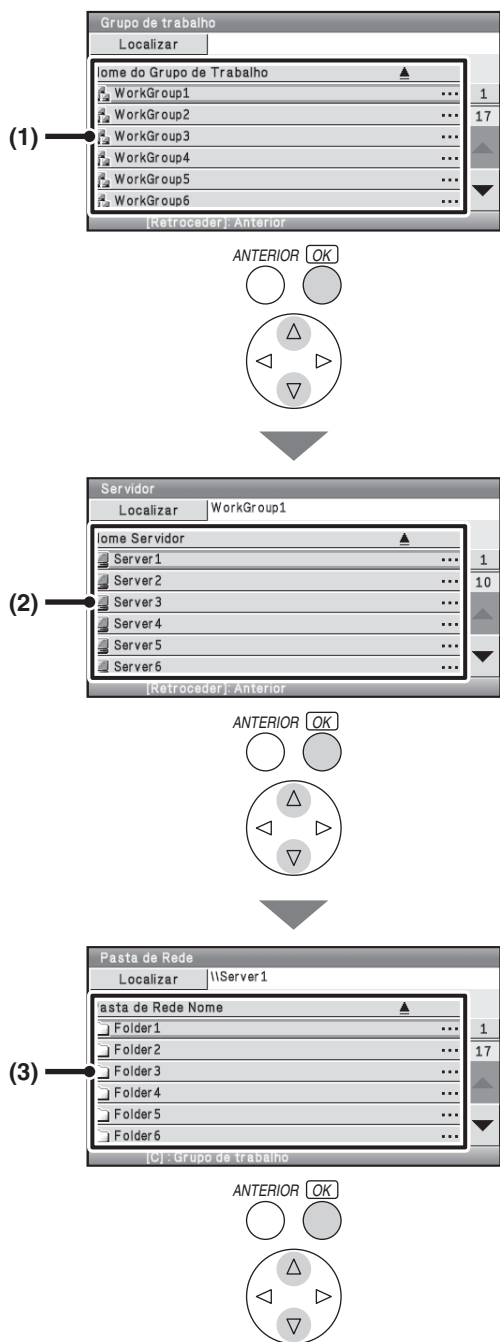 Grupo de trabalho
Localizar
lome do Grupo de Trabalho
WorkGroup1 ... 1
WorkGroup2 ... 17
(1) WorkGroup3 ...
WorkGroup4 ...
WorkGroup5 ...
WorkGroup6 ...
[Retroceder]: Anterior
ANTERIOR OK
Servidor
Localizar WorkGroup1
lome Servidor
Server1 ... 1
Server2 ... 10
(2) Server3 ...
Server4 ...
Server5 ...
Server6 ...
[Retroceder]: Anterior
ANTERIOR OK
Pasta de Rede
Localizar \\Server1
asta de Rede Nome
Folder1 ... 1
Folder2 ... 17
(3) Folder3 ...
Folder4 ...
Folder5 ...
Folder6 ...
[C] : Grupo de trabalho
ANTERIOR OK